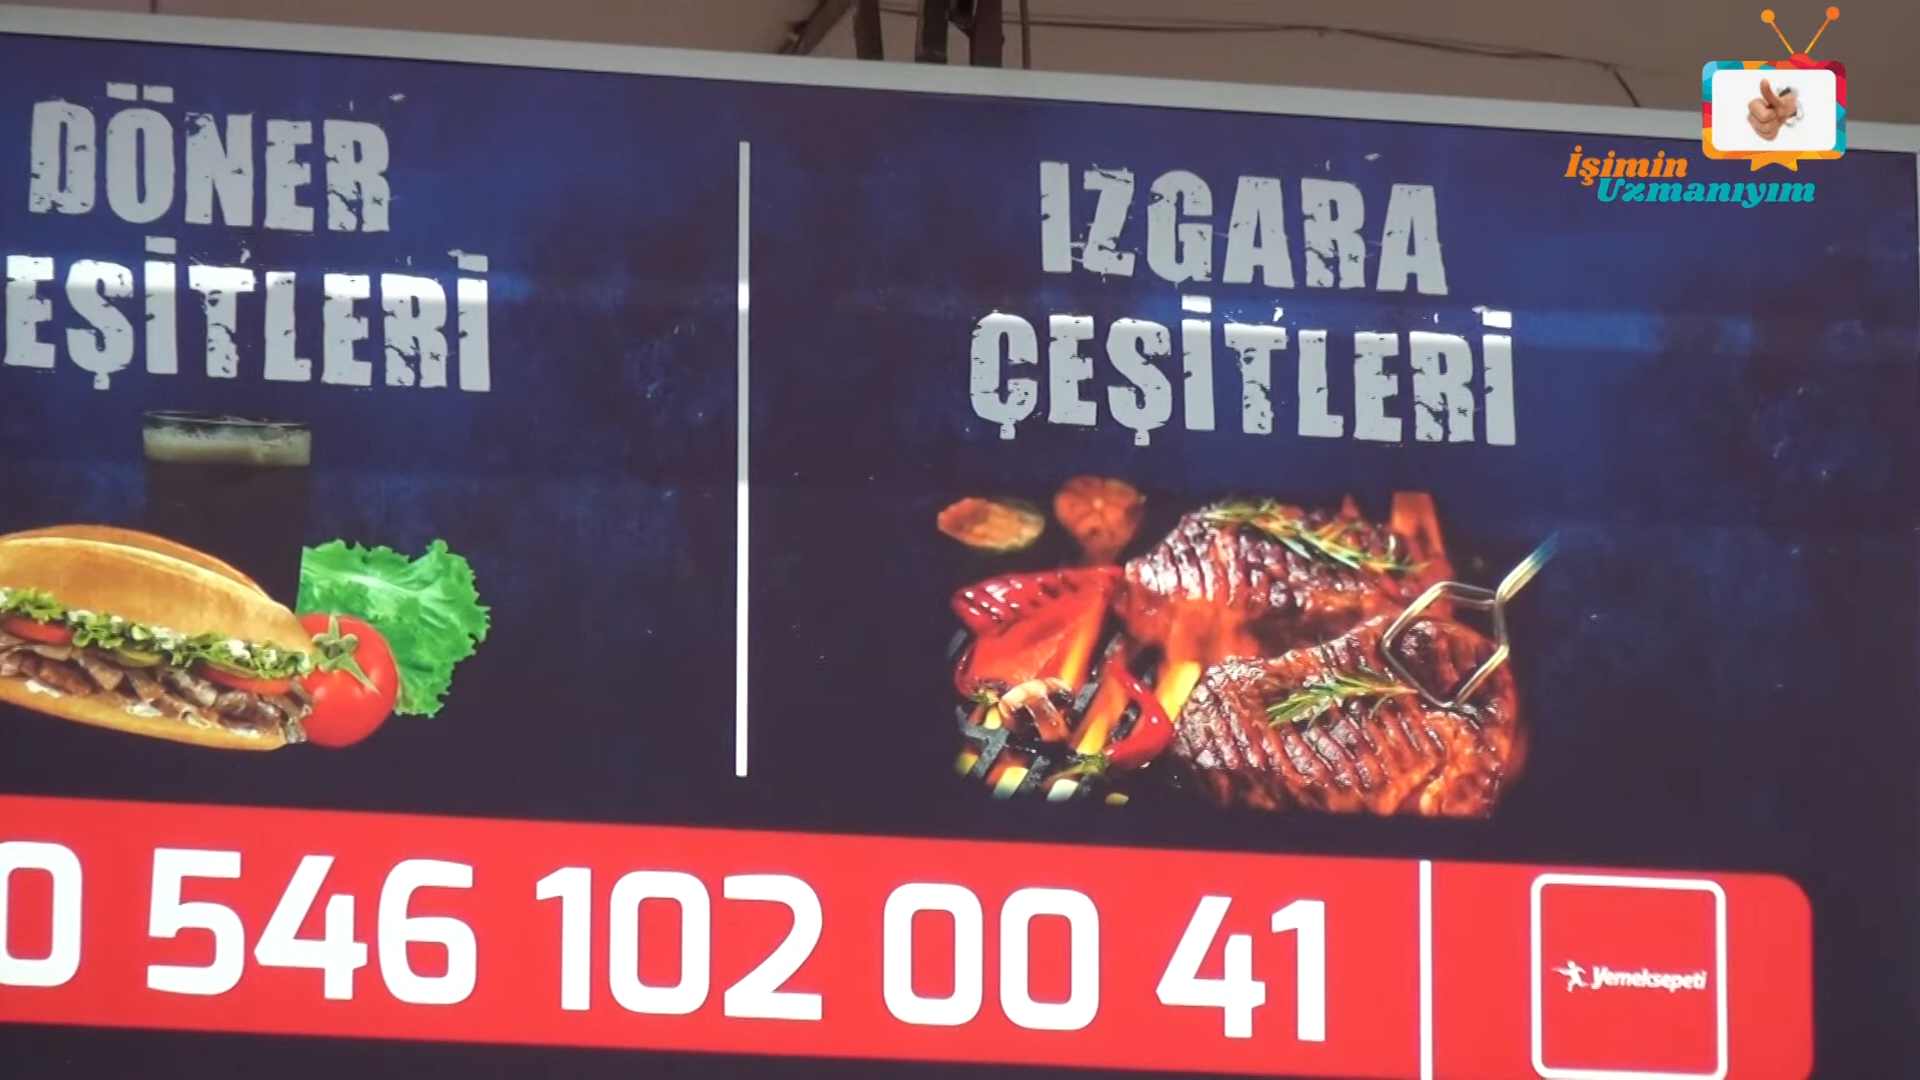 İşimin
Uzmanıyım
DÖNER
EŞİTLERİ
IZGARA
ÇEŞİTLERİ
0 546 102 00 41
Yemeksepeti